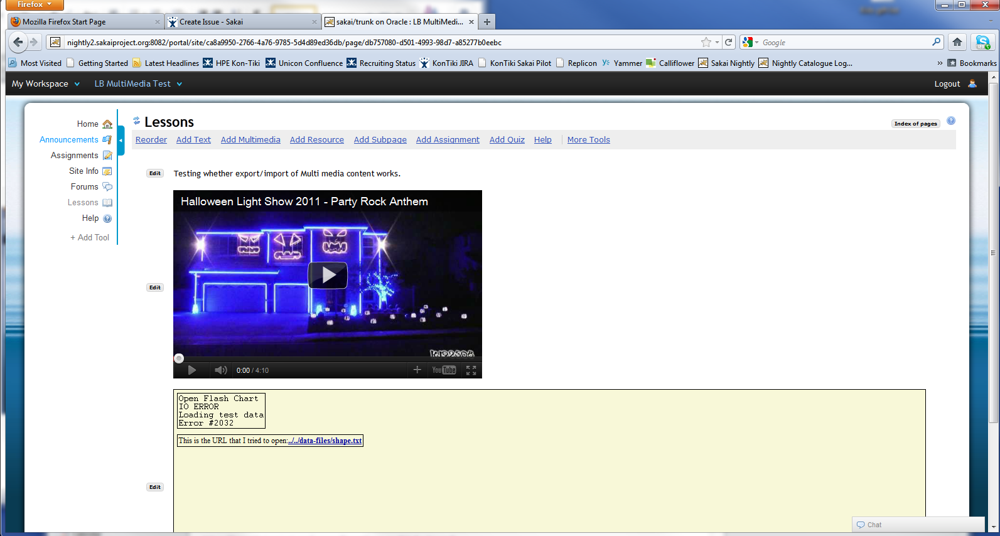 Firefox
Mozilla Firefox Start Page
Create Issue - Sakai
sakai/trunk on Oracle : LB MultiMedi...
nightly2.sakaiproject.org:8082/portal/site/ca8a9950-2766-4a76-9785-5d4d89ed36db/page/db757080-d501-4993-98d7-a85277b0eebc
Google
Most Visited Getting Started Latest Headlines HPE Kon-Tiki Unicon Confluence Recruiting Status KonTiki JIRA KonTiki Sakai Pilot Replicon Yammer Calliflower Sakai Nightly Nightly Catalogue Log... » Bookmarks
My Workspace LB MultiMedia Test Logout
Home
Announcements
Assignments
Site Info
Forums
Lessons
Help
+ Add Tool
Lessons
Index of pages
Reorder Add Text Add Multimedia Add Resource Add Subpage Add Assignment Add Quiz Help More Tools
Edit Testing whether export/import of Multi media content works.
Halloween Light Show 2011 - Party Rock Anthem
Edit
0:00 / 4:10
YouTube
Open Flash Chart
IO ERROR
Loading test data
Error #2032
This is the URL that I tried to open:../../data-files/shape.txt
Edit
Chat